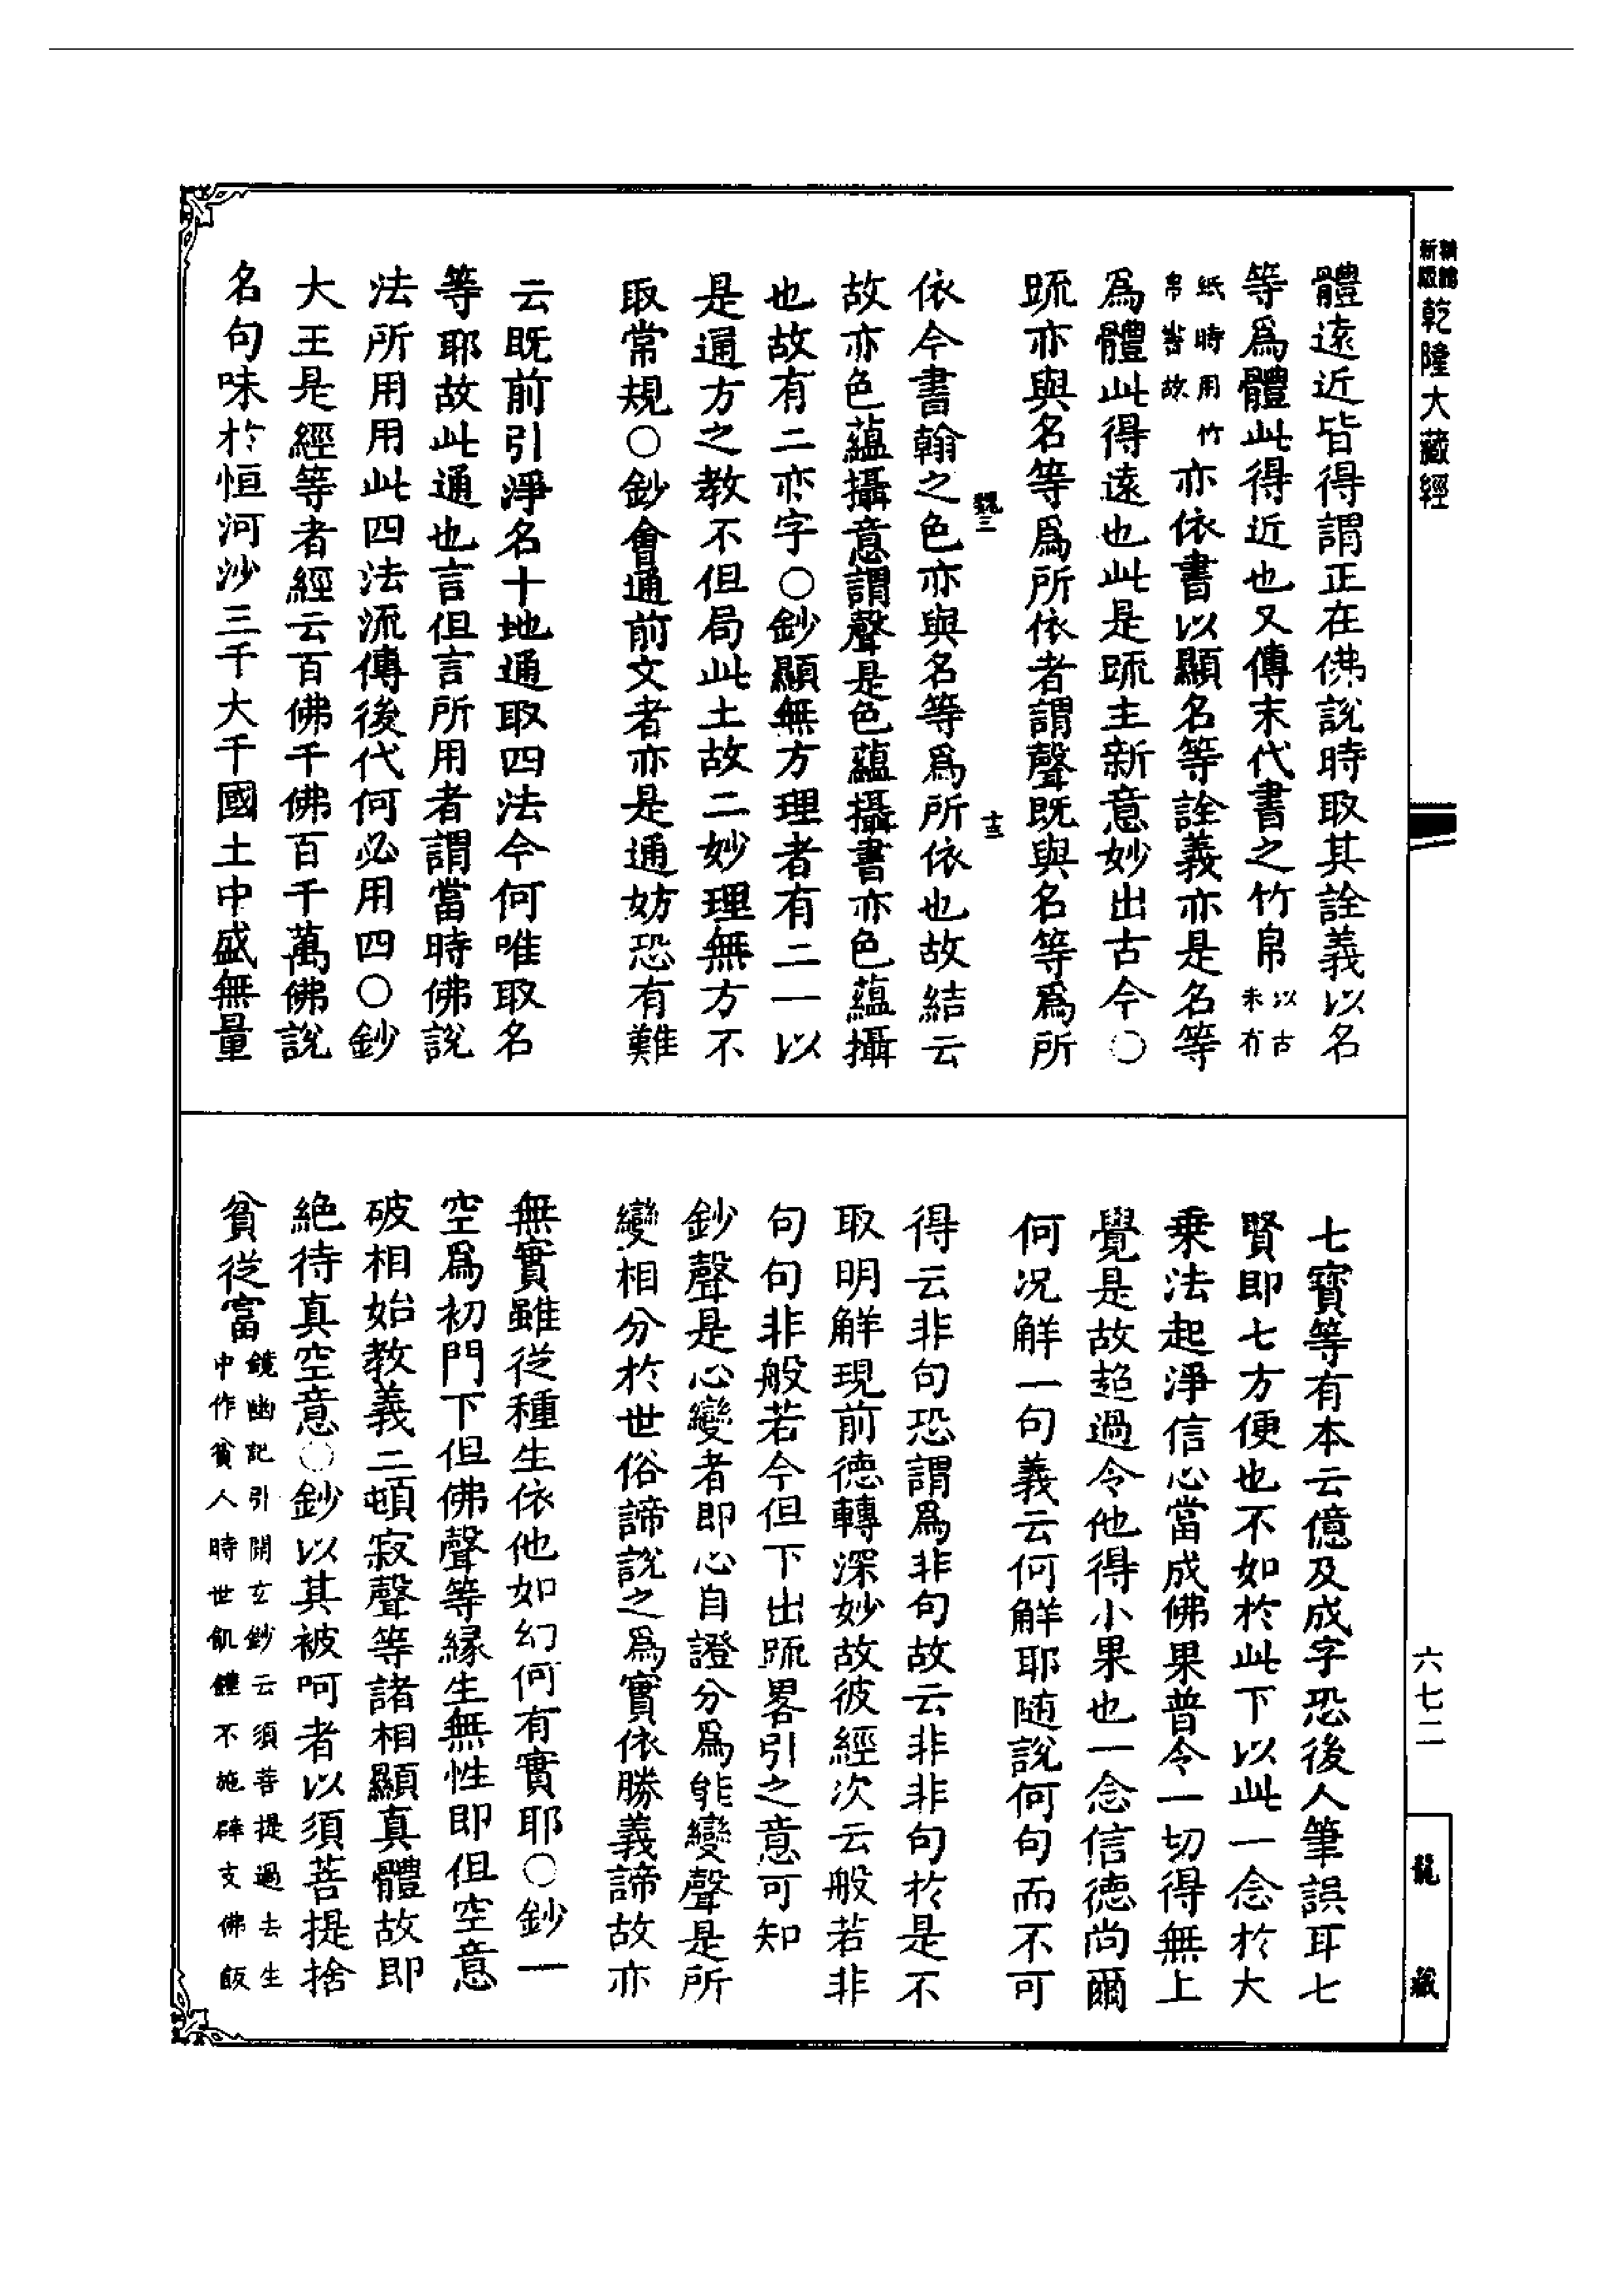 新編縮版乾隆大藏經
體遠近皆得謂正在佛說時取其詮義以名
等爲體此得近也又傳末代書之竹帛以古未有
紙時用竹帛書故亦依書以顯名等詮義亦是名等
爲體此得遠也此是䟽主新意妙出古今○
䟽亦與名等爲所依者謂聲既與名等爲所
魏三
十三
依今書翰之色亦與名等爲所依也故結云
故亦色蘊攝意謂聲是色蘊攝書亦色蘊攝
也故有二亦字○鈔顯無方理者有二一以
是通方之教不但局此土故二妙理無方不
取常規○鈔會通前文者亦是通妨恐有難
云既前引淨名十地通取四法今何唯取名
等耶故此通也言但言所用者謂當時佛說
法所用用此四法流傳後代何必用四○鈔
大王是經等者經云百佛千佛百千萬佛說
名句味於恒河沙三千大千國土中盛無量
七寶等有本云億及成字恐後人筆誤耳七
賢即七方便也不如於此下以此一念於大
乗法起淨信心當成佛果普令一切得無上
覺是故超過令他得小果也一念信德尚爾
何况解一句義云何解耶随說何句而不可
得云非句恐謂爲非句故云非非句於是不
取明解現前德轉深妙故彼經次云般若非
句句非般若今但下出䟽畧引之意可知
鈔聲是心變者即心自證分爲能變聲是所
變相分於世俗諦說之爲實依勝義諦故亦
無實雖從種生依他如幻何有實耶○鈔一
空爲初門下但佛聲等緣生無性即但空意
破相始教義二頓寂聲等諸相顯真體故即
絶待真空意○鈔以其被呵者以須菩提捨
貧從富鏡幽記引開玄鈔云須菩提過去生中作貧人時世飢饉不施辟支佛飯
六七二
龍藏